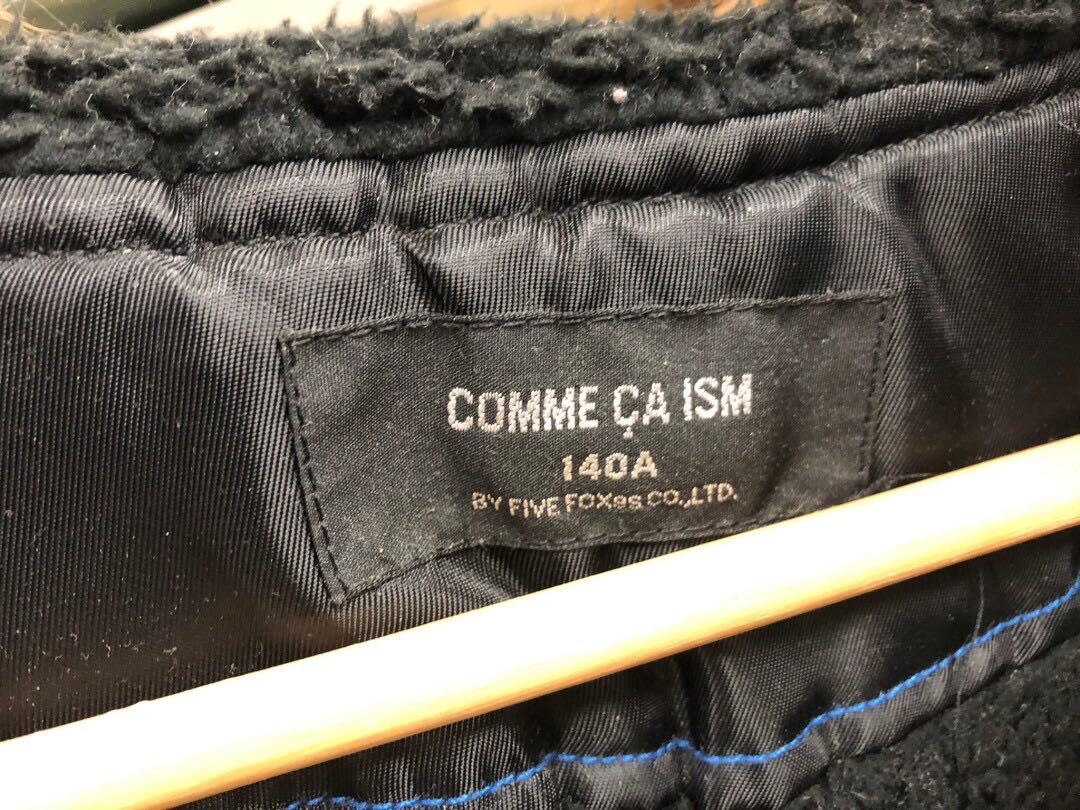 COMME ÇA ISM
140A
BY FIVE FOXes CO.,LTD.